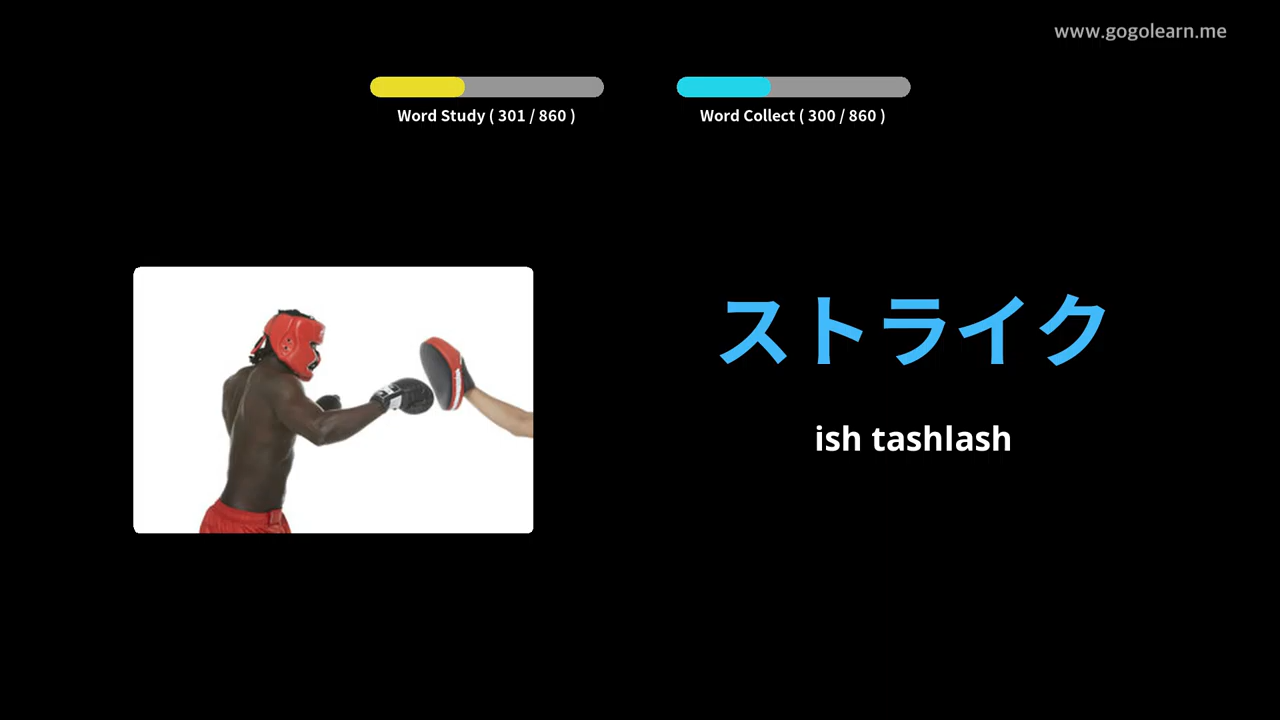 www.gogolearn.me
Word Study ( 301 / 860 )
Word Collect ( 300 / 860 )
ストライク
ish tashlash